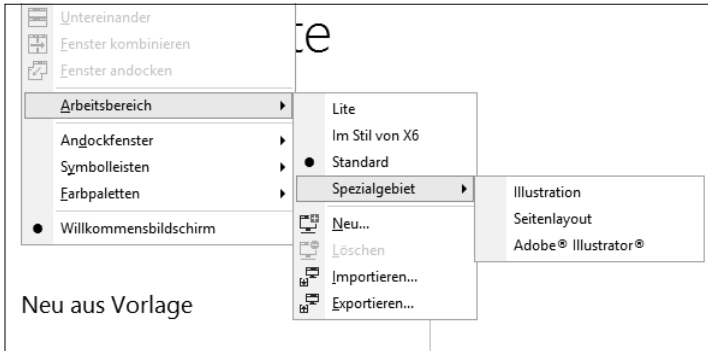 Untereinander
Fenster kombinieren
Fenster andocken
te
Arbeitsbereich
Andockfenster
Symbolleisten
Farbpaletten
Willkommensbildschirm
Lite
Im Stil von X6
Standard
Spezialgebiet
Neu...
Löschen
Importieren...
Exportieren...
Illustration
Seitenlayout
Adobe® Illustrator®
Neu aus Vorlage